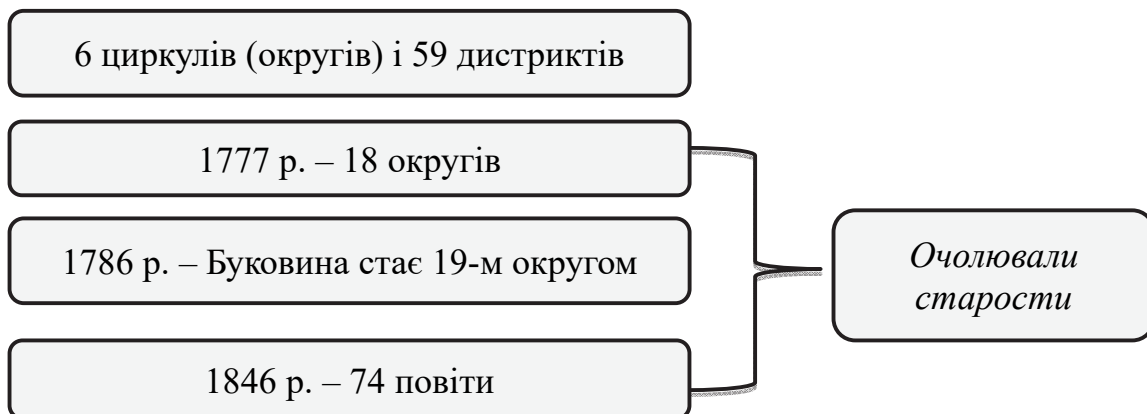 6 циркулів (округів) і 59 дистриктів
1777 р. – 18 округів
1786 р. – Буковина стає 19-м округом
1846 р. – 74 повіти
Очолювали
старости